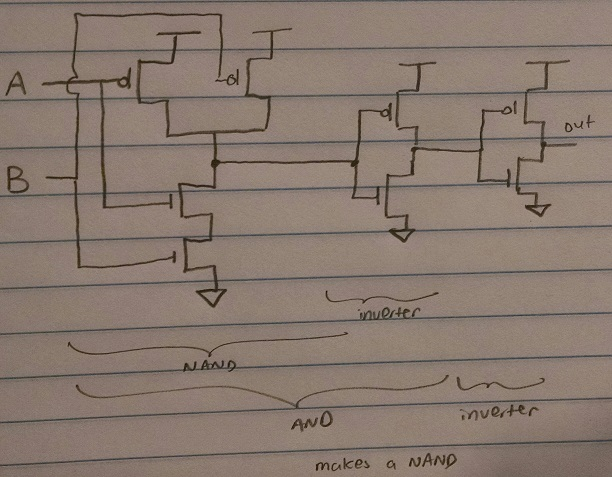 A
out
B
inverter
NAND
AND
inverter
makes a NAND